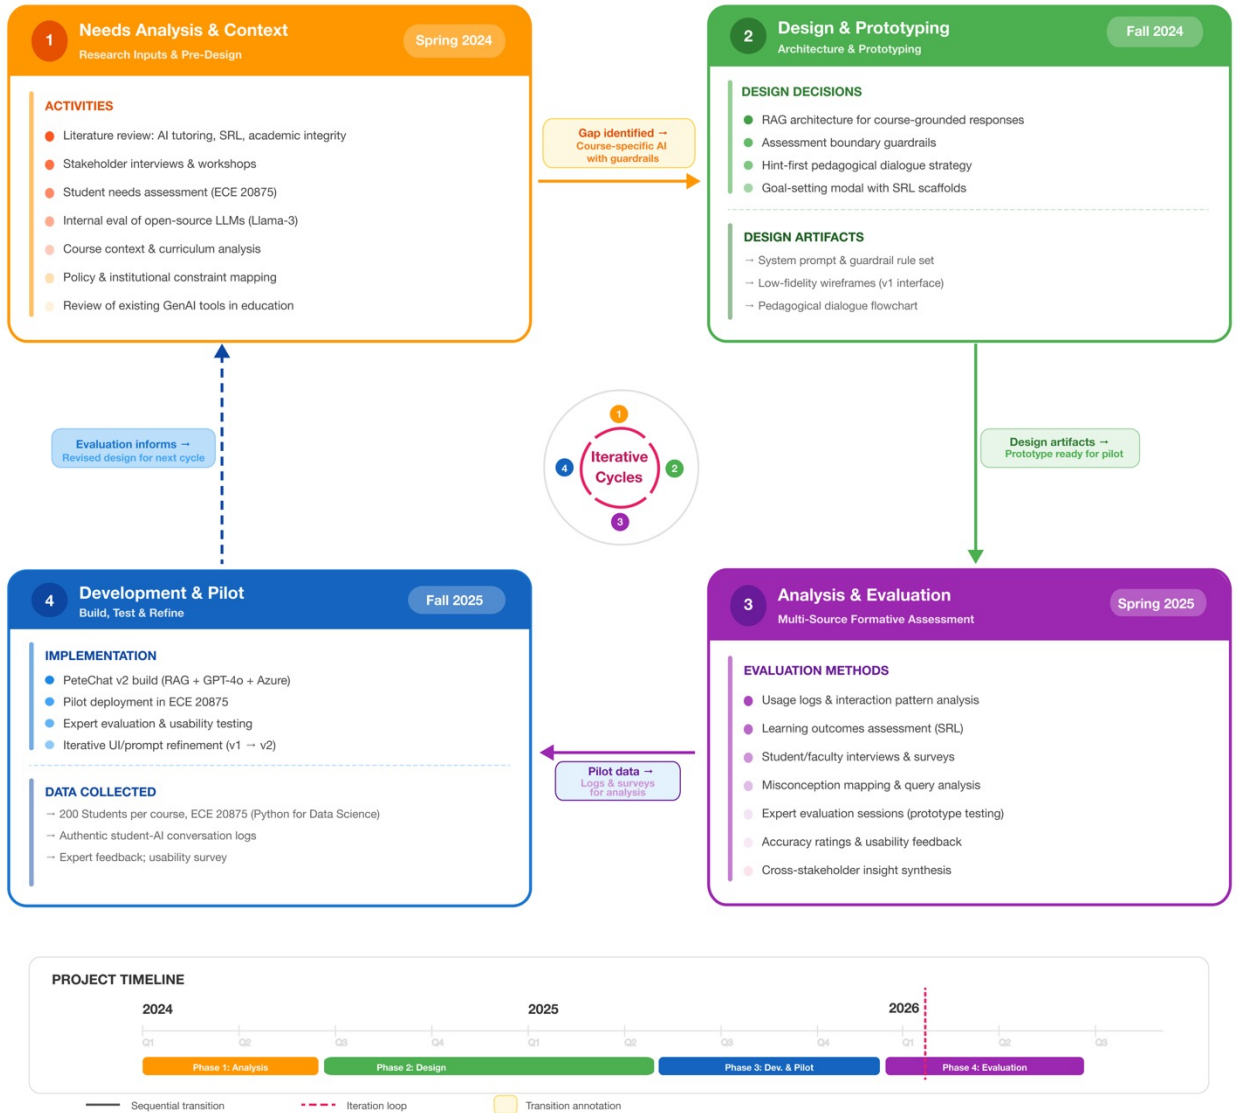 1
Needs Analysis & Context
Research Inputs & Pre-Design
Spring 2024
ACTIVITIES
Literature review: AI tutoring, SRL, academic integrity
Stakeholder interviews & workshops
Student needs assessment (ECE 20875)
Internal eval of open-source LLMs (Llama-3)
Course context & curriculum analysis
Policy & institutional constraint mapping
Review of existing GenAI tools in education
Gap identified →
Course-specific AI
with guardrails
2
Design & Prototyping
Architecture & Prototyping
Fall 2024
DESIGN DECISIONS
RAG architecture for course-grounded responses
Assessment boundary guardrails
Hint-first pedagogical dialogue strategy
Goal-setting modal with SRL scaffolds
DESIGN ARTIFACTS
→ System prompt & guardrail rule set
→ Low-fidelity wireframes (v1 interface)
→ Pedagogical dialogue flowchart
Evaluation informs →
Revised design for next cycle
1
Iterative
Cycles
4
2
3
Design artifacts →
Prototype ready for pilot
4
Development & Pilot
Build, Test & Refine
Fall 2025
IMPLEMENTATION
PeteChat v2 build (RAG + GPT-4o + Azure)
Pilot deployment in ECE 20875
Expert evaluation & usability testing
Iterative UI/prompt refinement (v1 → v2)
DATA COLLECTED
→ 200 Students per course, ECE 20875 (Python for Data Science)
→ Authentic student-AI conversation logs
→ Expert feedback; usability survey
Pilot data →
Logs & surveys
for analysis
3
Analysis & Evaluation
Multi-Source Formative Assessment
Spring 2025
EVALUATION METHODS
Usage logs & interaction pattern analysis
Learning outcomes assessment (SRL)
Student/faculty interviews & surveys
Misconception mapping & query analysis
Expert evaluation sessions (prototype testing)
Accuracy ratings & usability feedback
Cross-stakeholder insight synthesis
PROJECT TIMELINE
2024 2025 2026
Q1 Q2 Q3 Q4 Q1 Q2 Q3 Q4 Q1 Q2 Q3
Phase 1: Analysis Phase 2: Design Phase 3: Dev. & Pilot Phase 4: Evaluation
Sequential transition Iteration loop Transition annotation